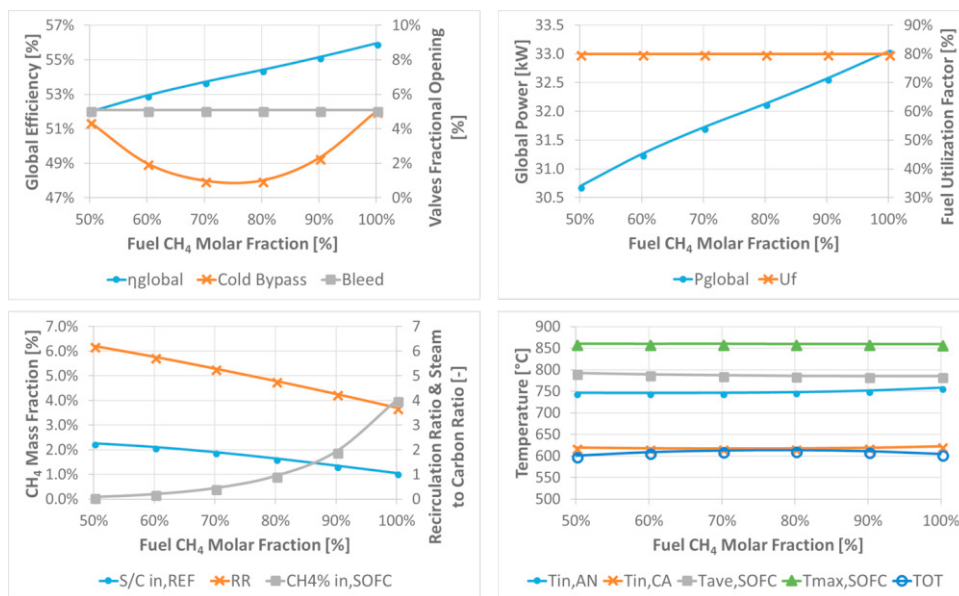 57%
55%
53%
51%
49%
47%
Global Efficiency [%]
10%
8%
6%
4%
2%
0%
Valves Fractional Opening [%]
50% 60% 70% 80% 90% 100%
Fuel CH₄ Molar Fraction [%]
ηglobal Cold Bypass Bleed
33.5
33.0
32.5
32.0
31.5
31.0
30.5
Global Power [kW]
90%
80%
70%
60%
50%
40%
30%
Fuel Utilization Factor [%]
50% 60% 70% 80% 90% 100%
Fuel CH₄ Molar Fraction [%]
Pglobal Uf
7.0%
6.0%
5.0%
4.0%
3.0%
2.0%
1.0%
0.0%
CH₄ Mass Fraction [%]
7
6
5
4
3
2
1
0
Recirculation Ratio & Steam
to Carbon Ratio [-]
50% 60% 70% 80% 90% 100%
Fuel CH₄ Molar Fraction [%]
S/C in,REF RR CH4% in,SOFC
900
850
800
750
700
650
600
550
500
Temperature [°C]
50% 60% 70% 80% 90% 100%
Fuel CH₄ Molar Fraction [%]
Tin,AN Tin,CA Tave,SOFC Tmax,SOFC TOT